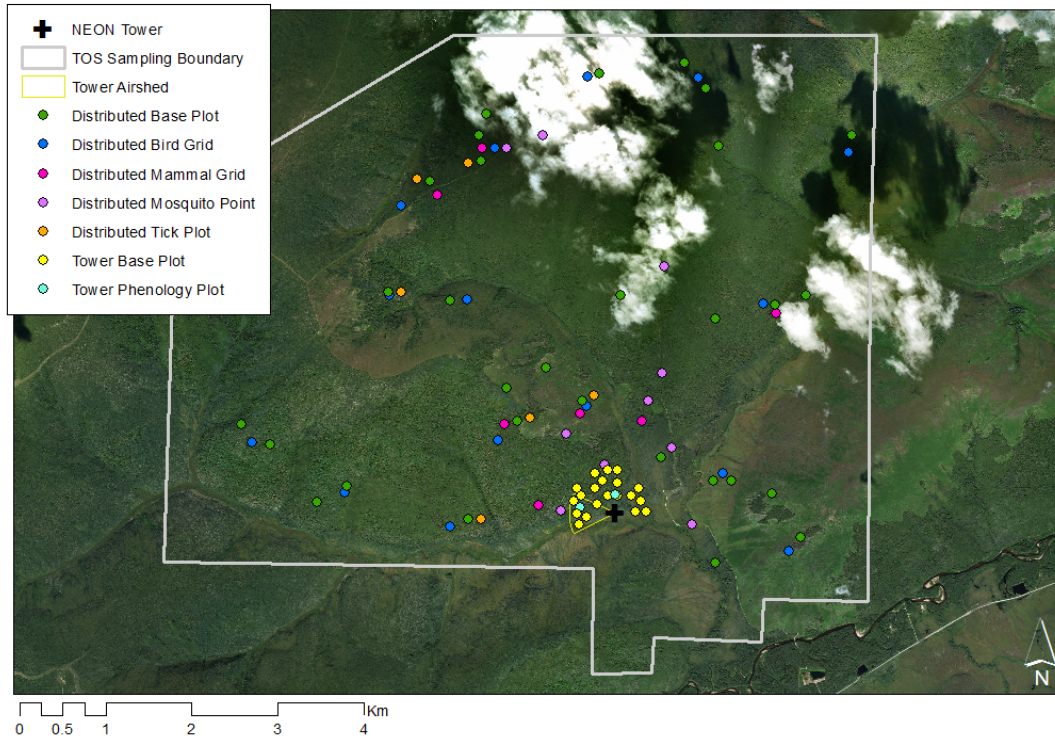 NEON Tower
TOS Sampling Boundary
Tower Airshed
Distributed Base Plot
Distributed Bird Grid
Distributed Mammal Grid
Distributed Mosquito Point
Distributed Tick Plot
Tower Base Plot
Tower Phenology Plot
N
Km
0 0.5 1 2 3 4